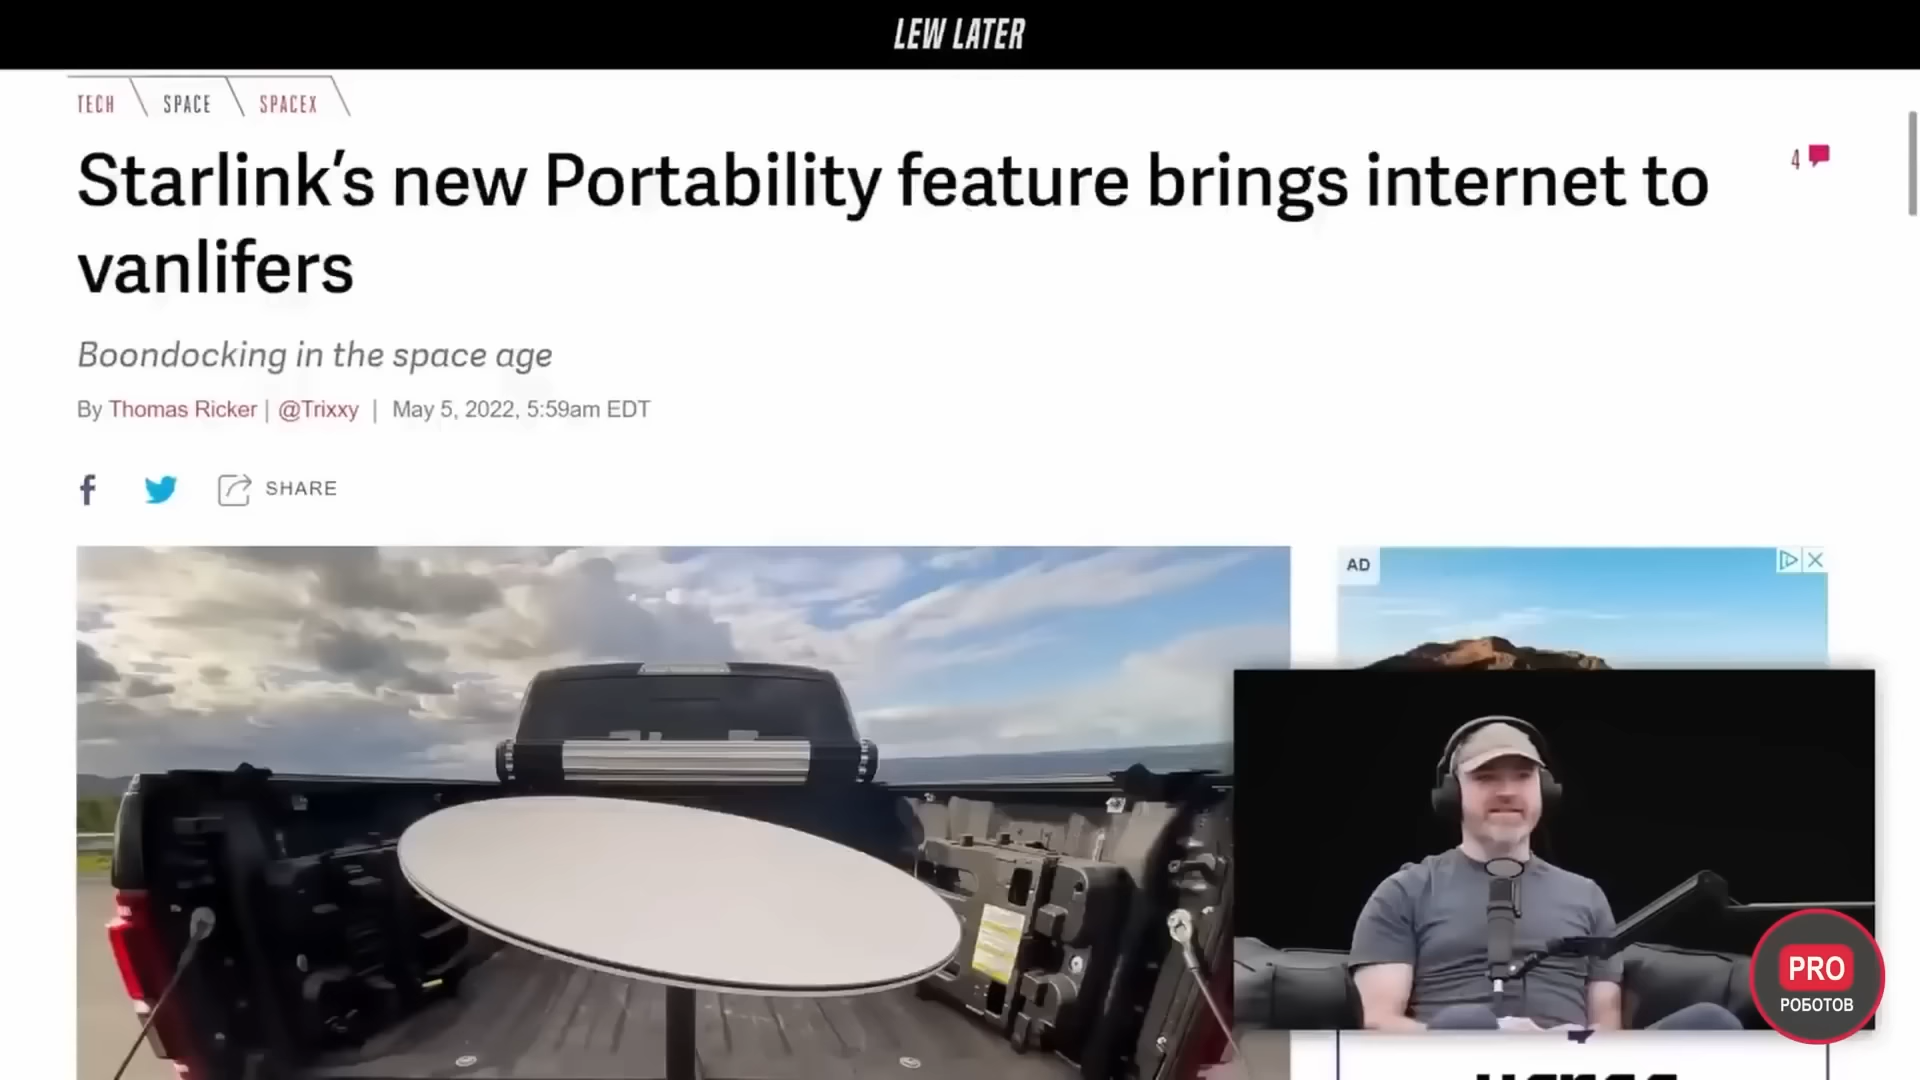 LEW LATER
TECH SPACE SPACEX
Starlink's new Portability feature brings internet to
vanlifers
4
Boondocking in the space age
By Thomas Ricker | @Trixxy | May 5, 2022, 5:59am EDT
SHARE
AD
PRO
РОБОТОВ